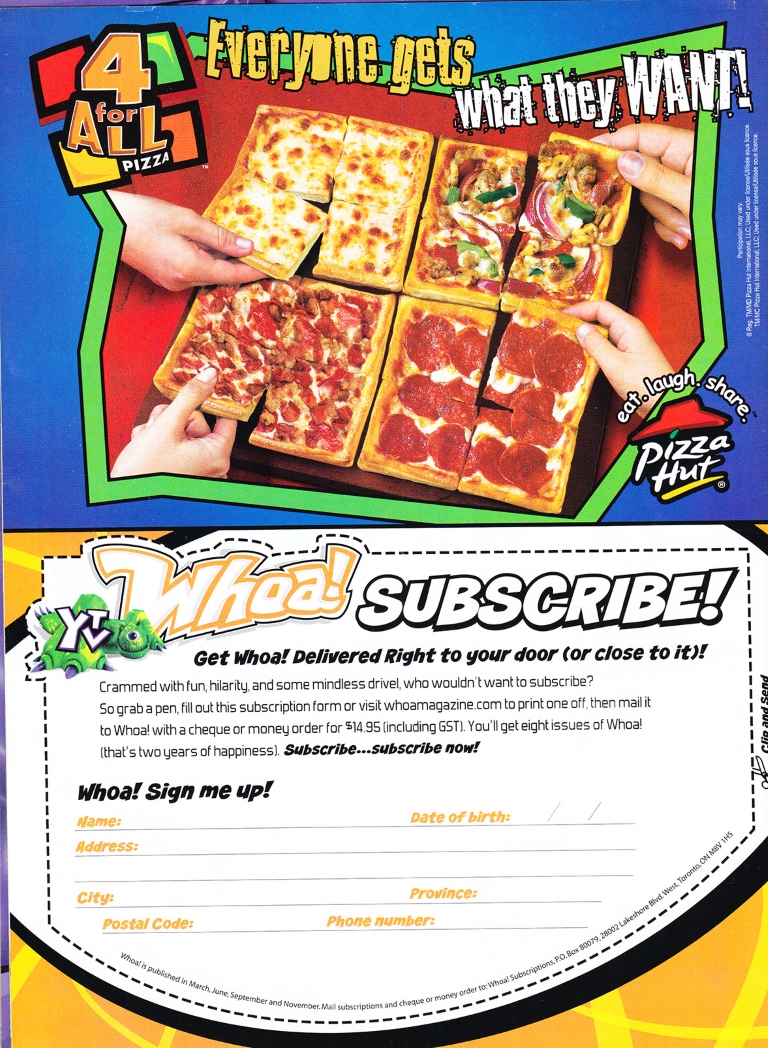 4
for
ALL
PIZZA
™
Everyone gets
what they WANT!
Participation may vary.
® Reg. TM/MD Pizza Hut International, LLC; Used under license/Utilisée sous licence.
TM/MC Pizza Hut International, LLC; Used under license/Utilisée sous licence.
eat. laugh. share.™
Pizza
Hut®
Whoa! SUBSCRIBE!
YTV
Get Whoa! Delivered Right to your door (or close to it)!
Crammed with fun, hilarity, and some mindless drivel, who wouldn't want to subscribe?
So grab a pen, fill out this subscription form or visit whoamagazine.com to print one off, then mail it
to Whoa! with a cheque or money order for $14.95 (including GST). You'll get eight issues of Whoa!
(that's two years of happiness). Subscribe...subscribe now!
Clip and Send
Whoa! Sign me up!
Name: Date of birth: / /
Address:
City: Province:
Postal Code: Phone number:
Whoa! is published in March, June, September and November. Mail subscriptions and cheque or money order to: Whoa! Subscriptions, P.O. Box 80079, 28002 Lakeshore Blvd. West, Toronto, ON M8V 1H5